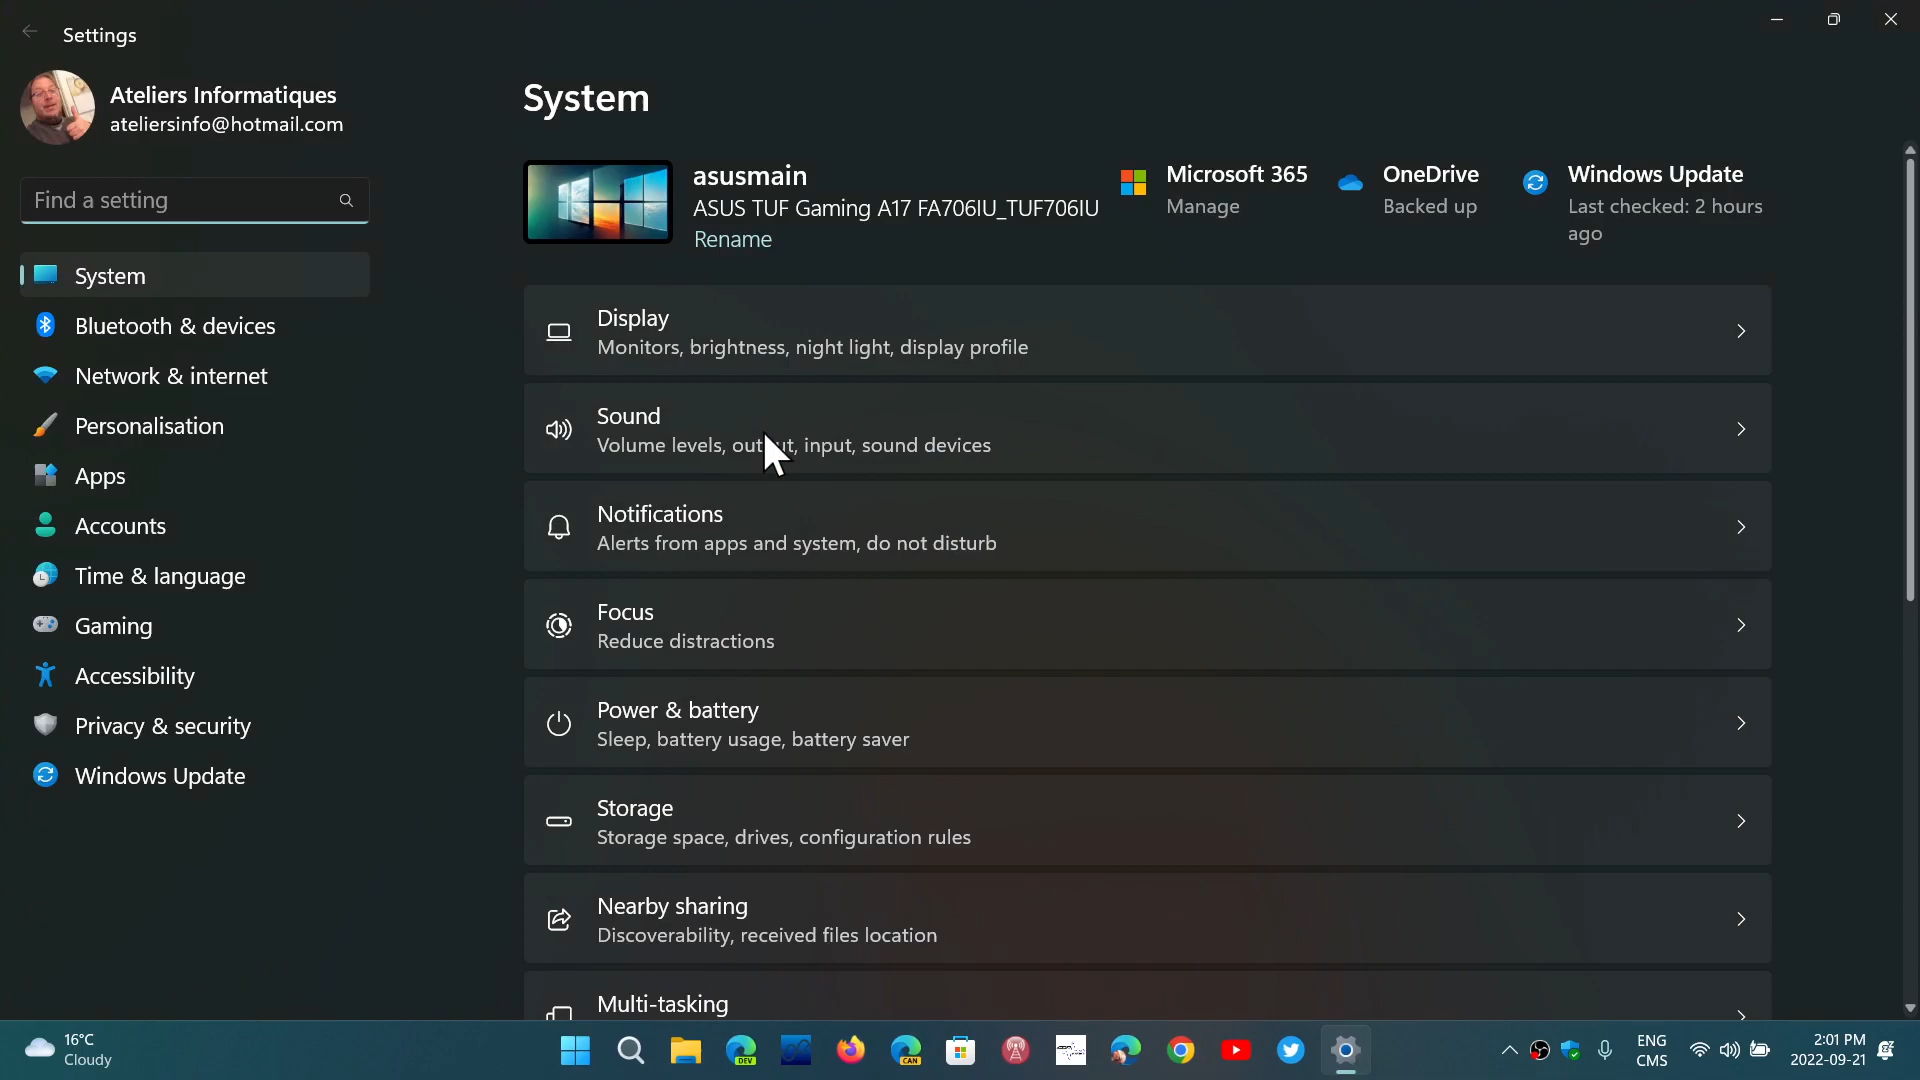 Settings
Ateliers Informatiques
ateliersinfo@hotmail.com
Find a setting
System
Bluetooth & devices
Network & internet
Personalisation
Apps
Accounts
Time & language
Gaming
Accessibility
Privacy & security
Windows Update
System
asusmain
ASUS TUF Gaming A17 FA706IU_TUF706IU
Rename
Microsoft 365
Manage
OneDrive
Backed up
Windows Update
Last checked: 2 hours
ago
Display
Monitors, brightness, night light, display profile
Sound
Volume levels, output, input, sound devices
Notifications
Alerts from apps and system, do not disturb
Focus
Reduce distractions
Power & battery
Sleep, battery usage, battery saver
Storage
Storage space, drives, configuration rules
Nearby sharing
Discoverability, received files location
Multi-tasking
16°C
Cloudy
DEV
CAN
ENG
CMS
2:01 PM
2022-09-21